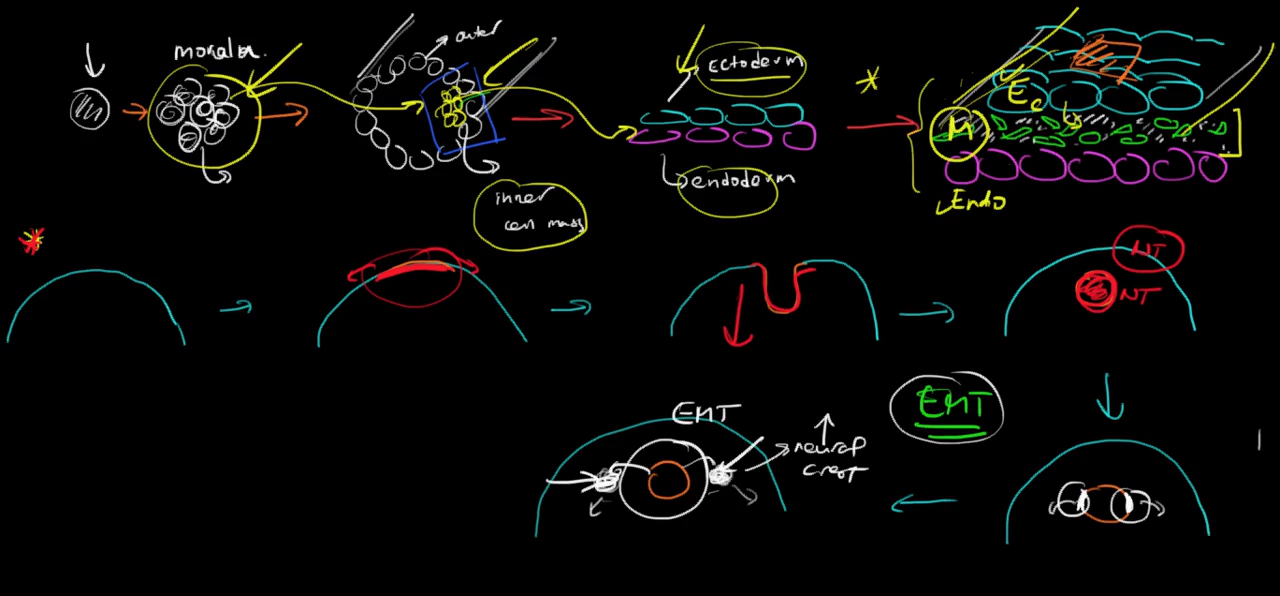 morula.
outer
Ectoderm
endoderm
inner
cell mass
*
Ec
M
Endo
*
NT
NT
EMT
EMT
neural
crest